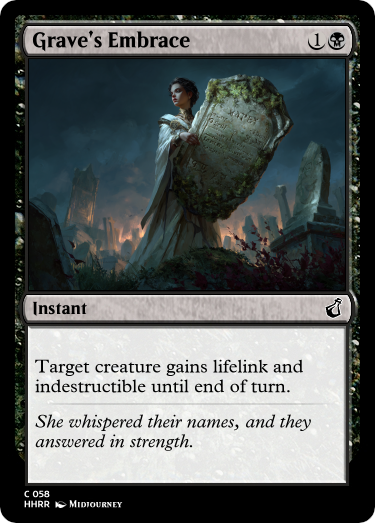 Grave's Embrace
1
Instant
Target creature gains lifelink and
indestructible until end of turn.
She whispered their names, and they
answered in strength.
C 058
HHRR Midjourney